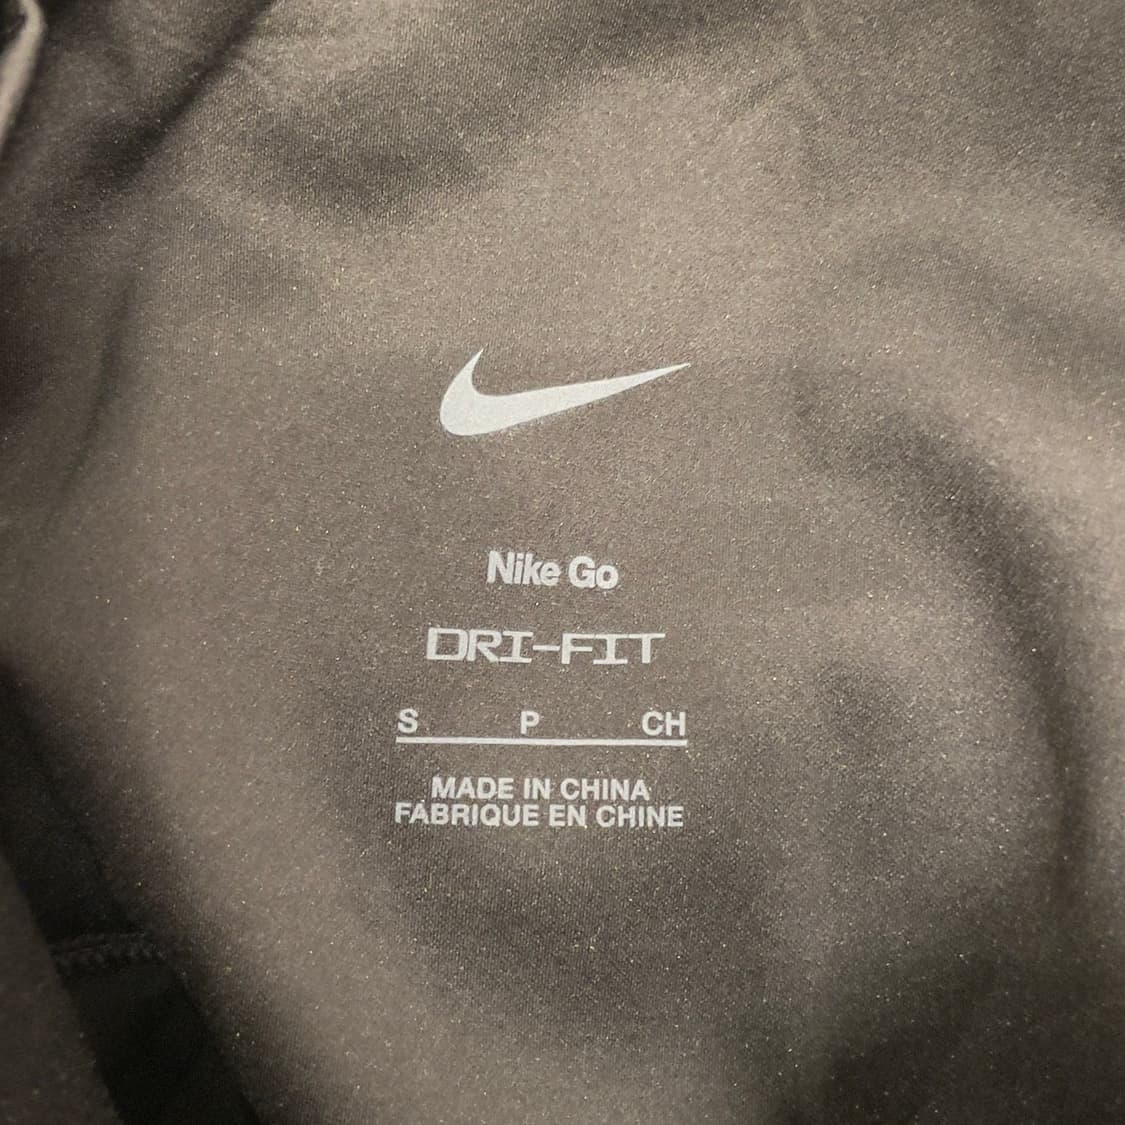 Nike Go
DRI-FIT
S P CH
MADE IN CHINA
FABRIQUE EN CHINE